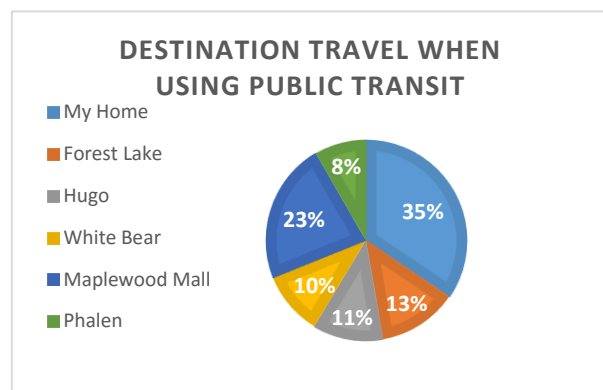 DESTINATION TRAVEL WHEN
USING PUBLIC TRANSIT
My Home
Forest Lake
Hugo
White Bear
Maplewood Mall
Phalen
35%
13%
11%
10%
23%
8%